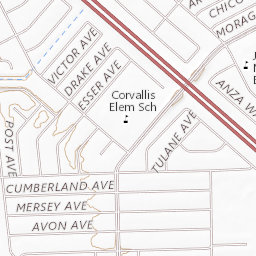 CHICO
MORAG
VICTOR AVE
DRAKE AVE
ESSER AVE
Corvallis
Elem Sch
ANZA W
POST AVE
TULANE AVE
CUMBERLAND AVE
MERSEY AVE
AVON AVE